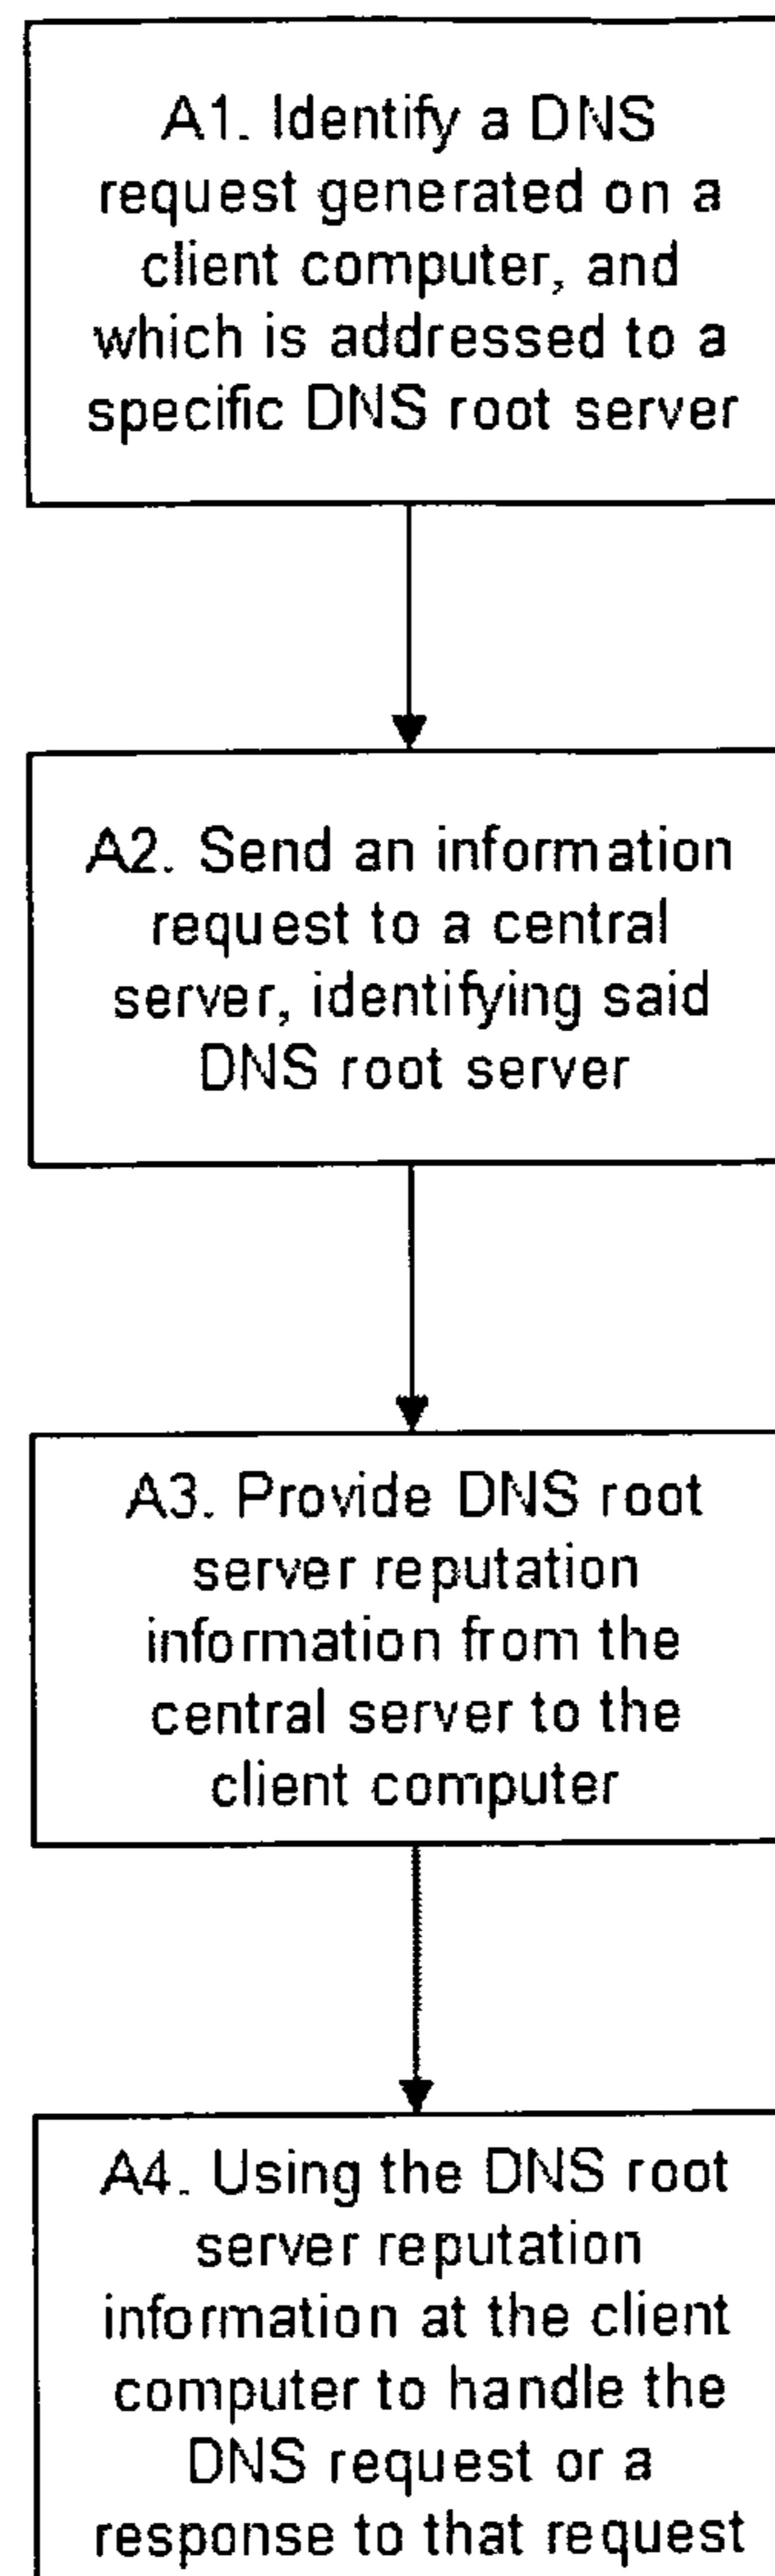 A1. Identify a DNS
request generated on a
client computer, and
which is addressed to a
specific DNS root server
A2. Send an information
request to a central
server, identifying said
DNS root server
A3. Provide DNS root
server reputation
information from the
central server to the
client computer
A4. Using the DNS root
server reputation
information at the client
computer to handle the
DNS request or a
response to that request